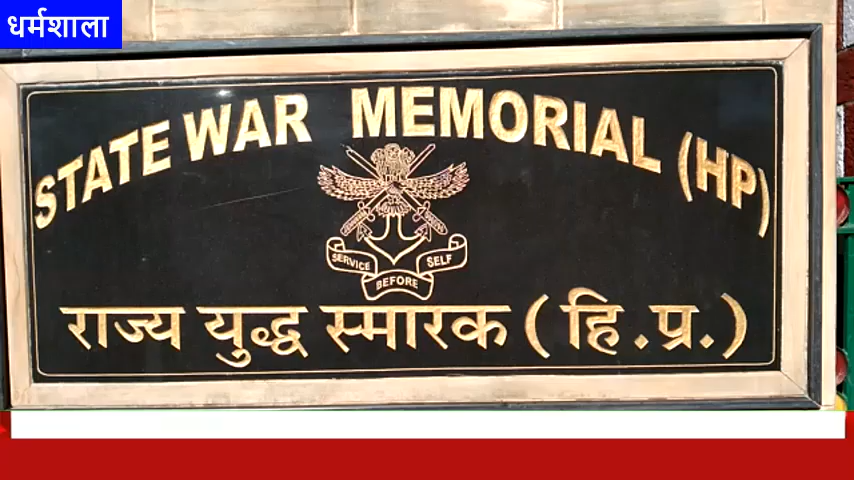 धर्मशाला
STATE WAR MEMORIAL (HP)
SERVICE BEFORE SELF
राज्य युद्ध स्मारक ( हि .प्र. )